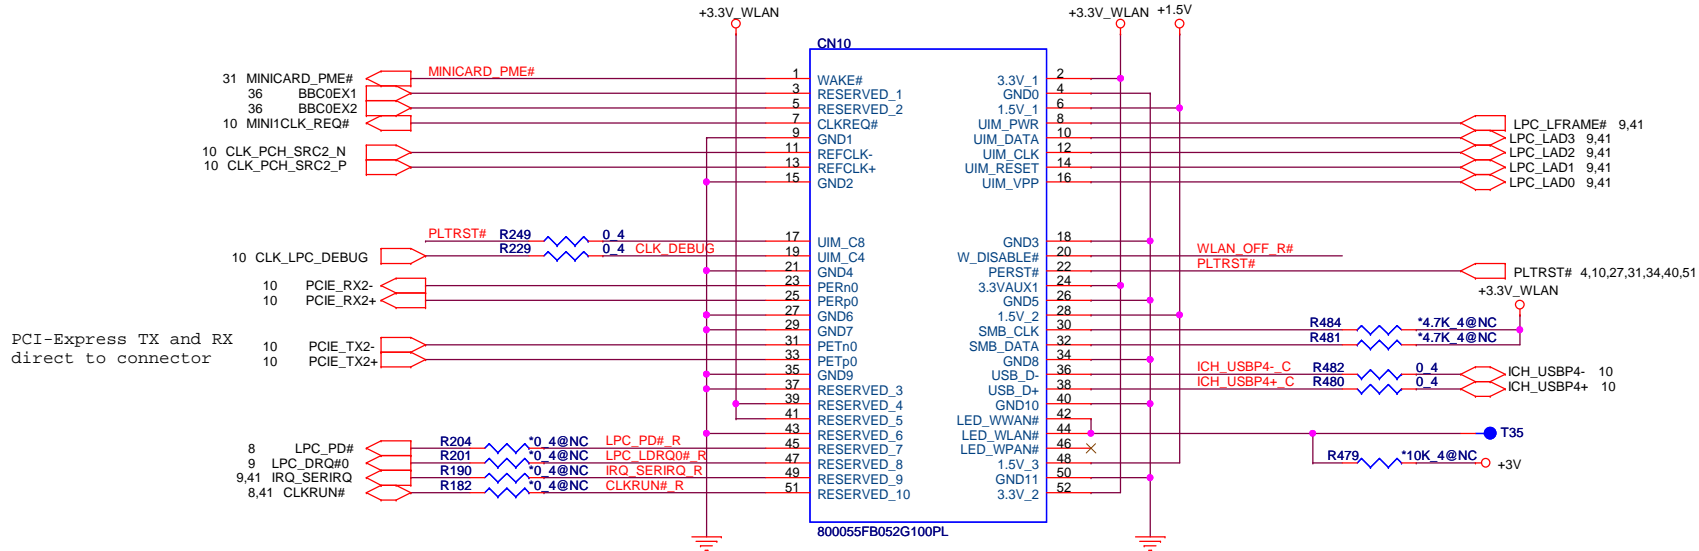 +3.3V_WLAN
+3.3V_WLAN
+1.5V
CN10
31 MINICARD_PME# MINICARD_PME# 1 WAKE# 3.3V_1 2
36 BBC0EX1 3 RESERVED_1 GND0 4
36 BBC0EX2 5 RESERVED_2 1.5V_1 6
10 MINI1CLK_REQ# 7 CLKREQ# UIM_PWR 8 LPC_LFRAME# 9,41
9 GND1 UIM_DATA 10 LPC_LAD3 9,41
10 CLK_PCH_SRC2_N 11 REFCLK- UIM_CLK 12 LPC_LAD2 9,41
10 CLK_PCH_SRC2_P 13 REFCLK+ UIM_RESET 14 LPC_LAD1 9,41
15 GND2 UIM_VPP 16 LPC_LAD0 9,41
PLTRST# R249 0_4 17 UIM_C8 GND3 18
10 CLK_LPC_DEBUG R229 0_4 CLK_DEBUG 19 UIM_C4 W_DISABLE# 20 WLAN_OFF_R#
21 GND4 PERST# 22 PLTRST# PLTRST# 4,10,27,31,34,40,51
10 PCIE_RX2- 23 PERn0 3.3VAUX1 24
+3.3V_WLAN
10 PCIE_RX2+ 25 PERp0 GND5 26
27 GND6 1.5V_2 28
29 GND7 SMB_CLK 30 R484 *4.7K_4@NC
PCI-Express TX and RX
direct to connector
10 PCIE_TX2- 31 PETn0 SMB_DATA 32 R481 *4.7K_4@NC
10 PCIE_TX2+ 33 PETp0 GND8 34
35 GND9 USB_D- 36 ICH_USBP4-_C R482 0_4 ICH_USBP4- 10
37 RESERVED_3 USB_D+ 38 ICH_USBP4+_C R480 0_4 ICH_USBP4+ 10
39 RESERVED_4 GND10 40
41 RESERVED_5 LED_WWAN# 42
43 RESERVED_6 LED_WLAN# 44 T35
8 LPC_PD# R204 *0_4@NC LPC_PD#_R 45 RESERVED_7 LED_WPAN# 46
9 LPC_DRQ#0 R201 *0_4@NC LPC_LDRQ0#_R 47 RESERVED_8 1.5V_3 48 R479 *10K_4@NC +3V
9,41 IRQ_SERIRQ R190 *0_4@NC IRQ_SERIRQ_R 49 RESERVED_9 GND11 50
8,41 CLKRUN# R182 *0_4@NC CLKRUN#_R 51 RESERVED_10 3.3V_2 52
800055FB052G100PL